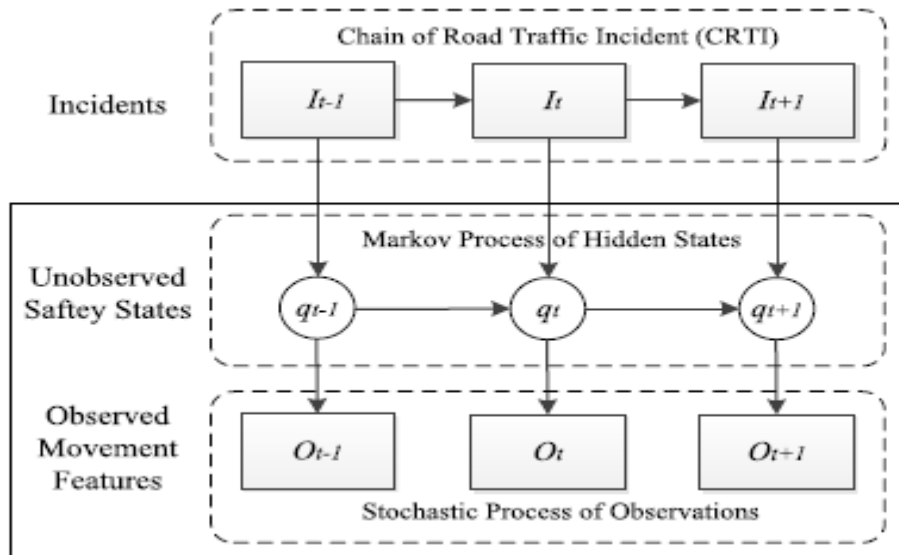 Chain of Road Traffic Incident (CRTI)
Incidents
It-1
It
It+1
Markov Process of Hidden States
Unobserved
Saftey States
qt-1
qt
qt+1
Observed
Movement
Features
Ot-1
Ot
Ot+1
Stochastic Process of Observations